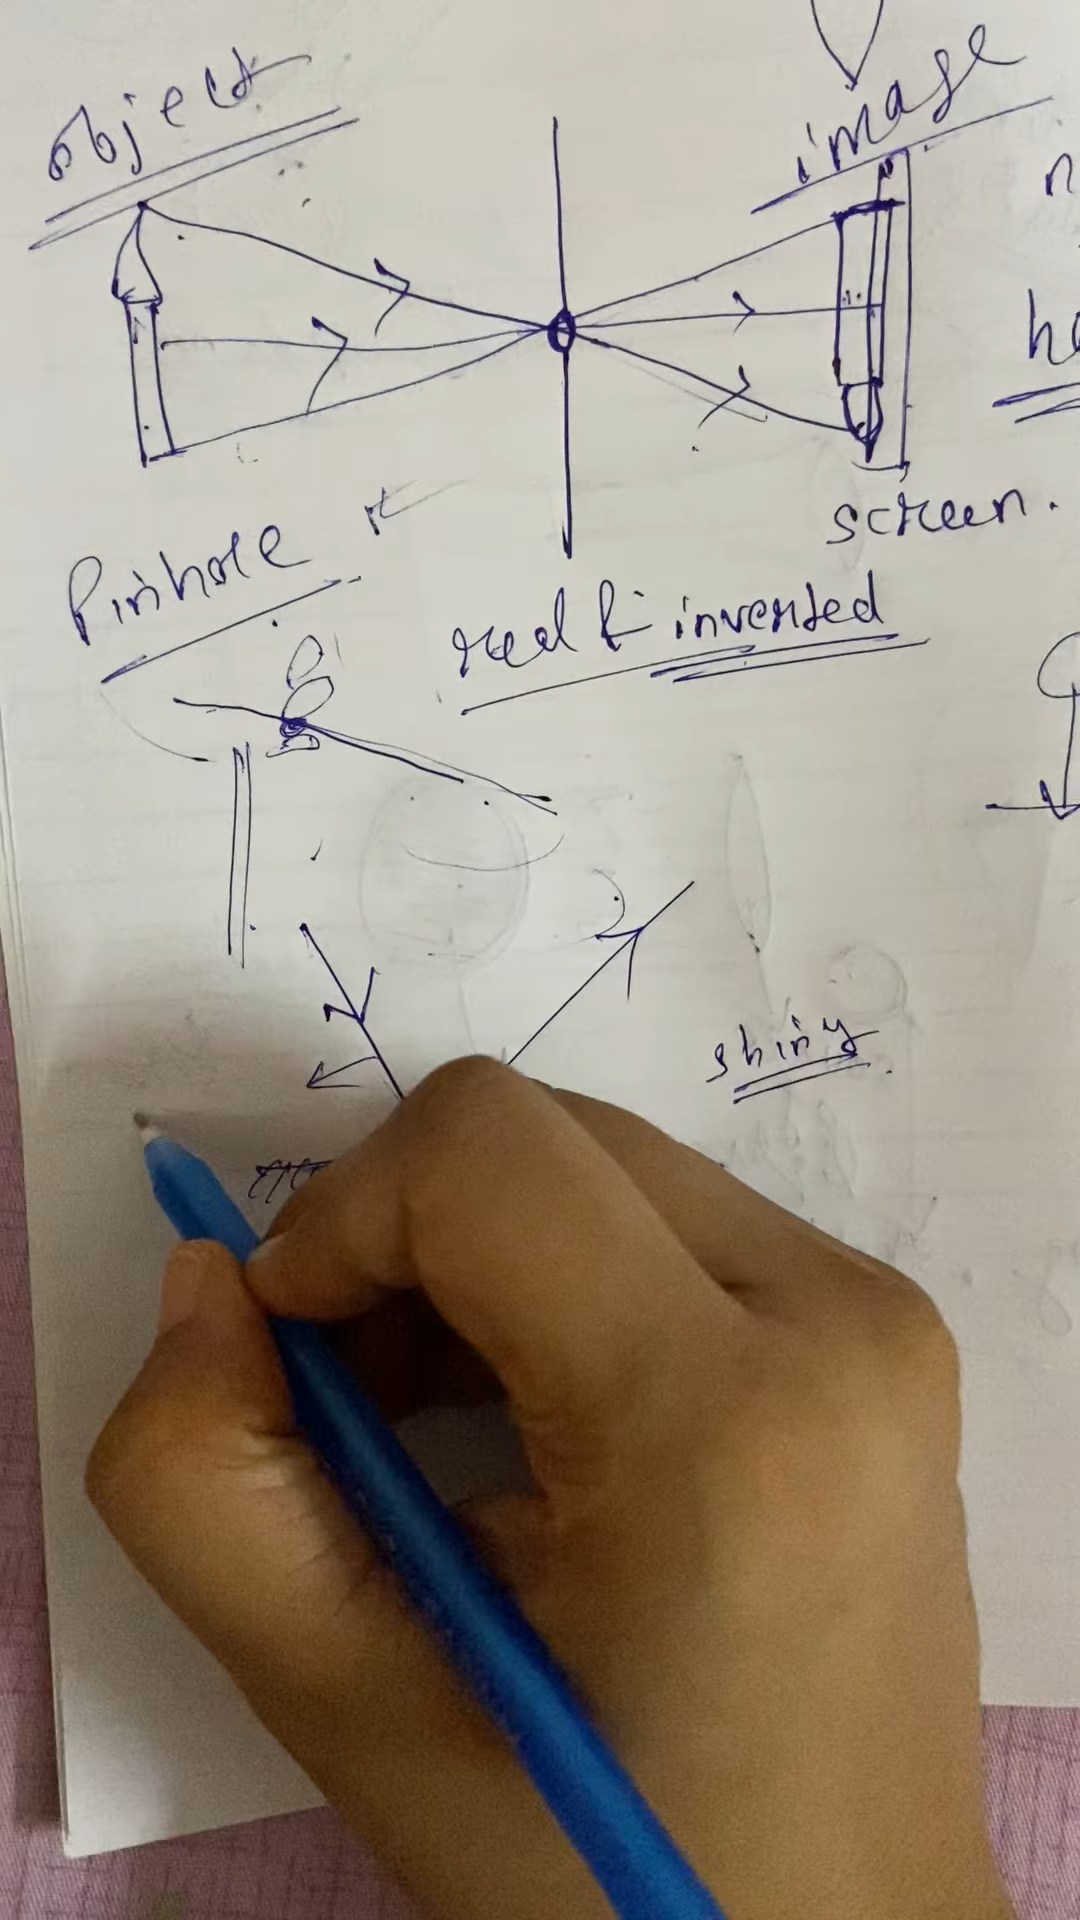 object
image
screen.
Pinhole
real & inverted
shiny